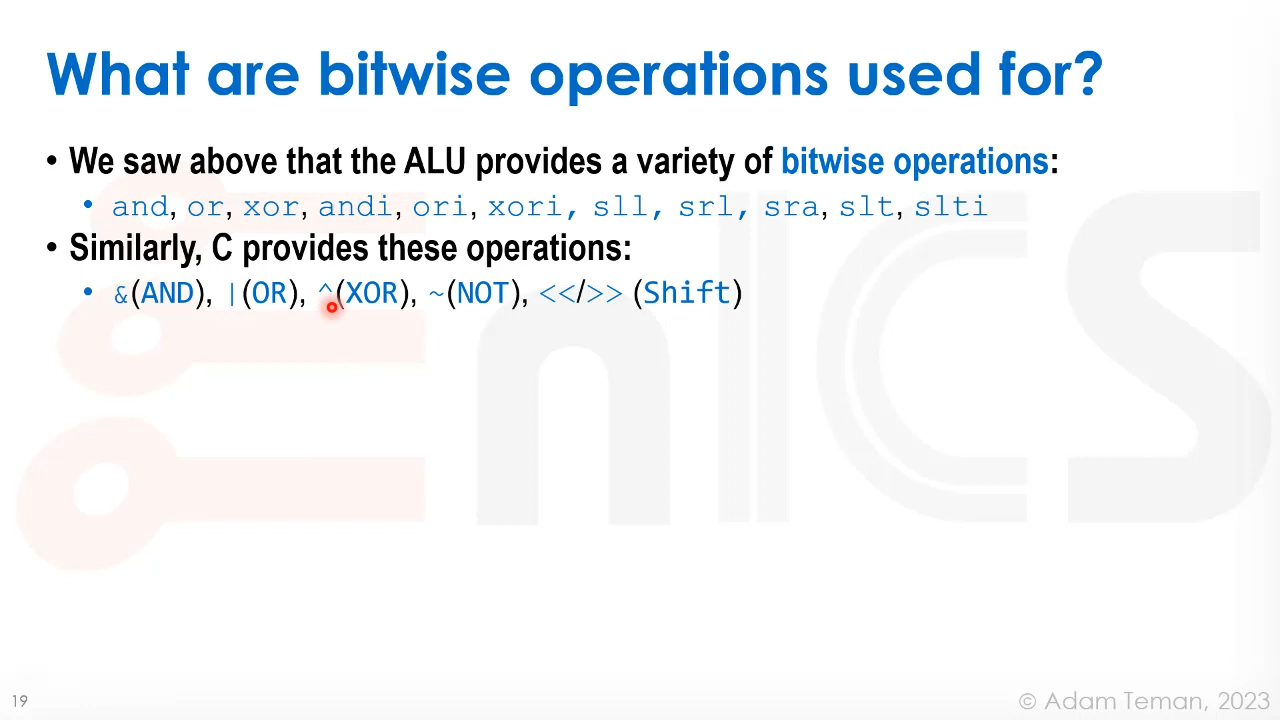 What are bitwise operations used for?
• We saw above that the ALU provides a variety of bitwise operations:
• and, or, xor, andi, ori, xori, sll, srl, sra, slt, slti
• Similarly, C provides these operations:
• &(AND), |(OR), ^(XOR), ~(NOT), <</>> (Shift)
enICS
19
© Adam Teman, 2023